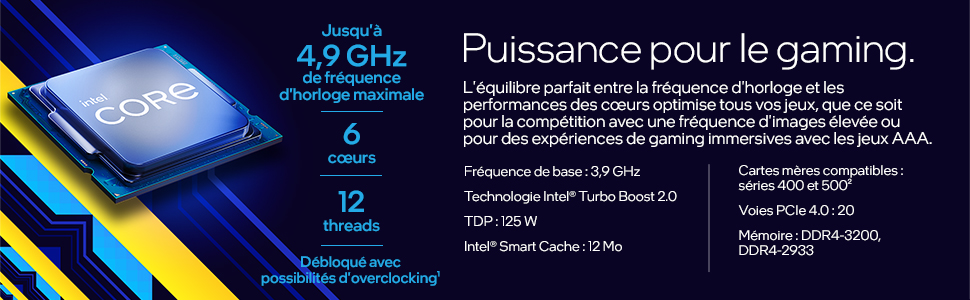 intel
CORE
Jusqu'à
4,9 GHz
de fréquence
d'horloge maximale
6
cœurs
12
threads
Débloqué avec
possibilités d'overclocking¹
Puissance pour le gaming.
L'équilibre parfait entre la fréquence d'horloge et les
performances des cœurs optimise tous vos jeux, que ce soit
pour la compétition avec une fréquence d'images élevée ou
pour des expériences de gaming immersives avec les jeux AAA.
Fréquence de base : 3,9 GHz
Technologie Intel® Turbo Boost 2.0
TDP : 125 W
Intel® Smart Cache : 12 Mo
Cartes mères compatibles :
séries 400 et 500²
Voies PCIe 4.0 : 20
Mémoire : DDR4-3200,
DDR4-2933